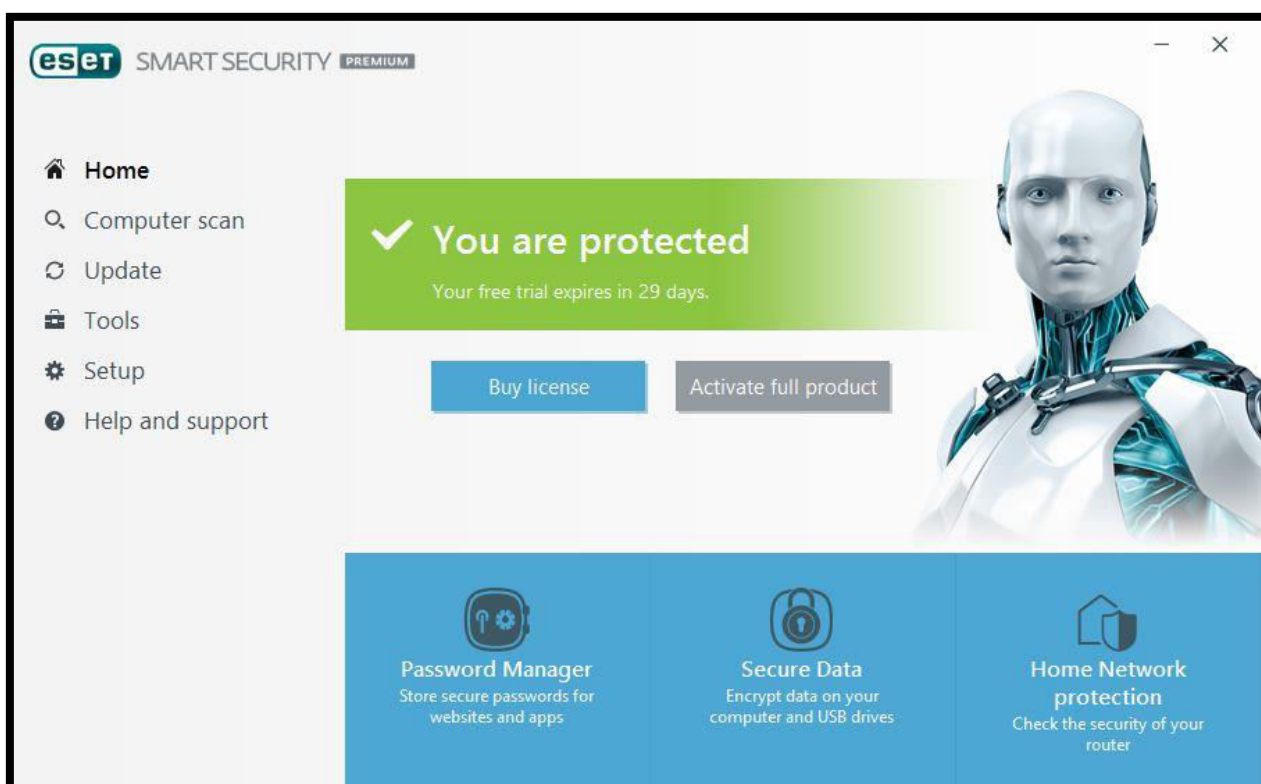 eset SMART SECURITY PREMIUM
Home
Computer scan
Update
Tools
Setup
Help and support
You are protected
Your free trial expires in 29 days.
Buy license
Activate full product
Password Manager
Store secure passwords for
websites and apps
Secure Data
Encrypt data on your
computer and USB drives
Home Network
protection
Check the security of your
router